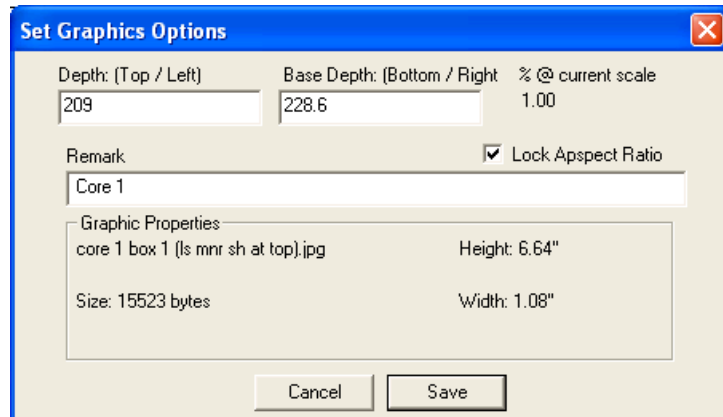 Set Graphics Options
Depth: (Top / Left) Base Depth: (Bottom / Right % @ current scale
209 228.6 1.00
Remark Lock Apspect Ratio
Core 1
Graphic Properties
core 1 box 1 (ls mnr sh at top).jpg Height: 6.64"
Size: 15523 bytes Width: 1.08"
Cancel Save